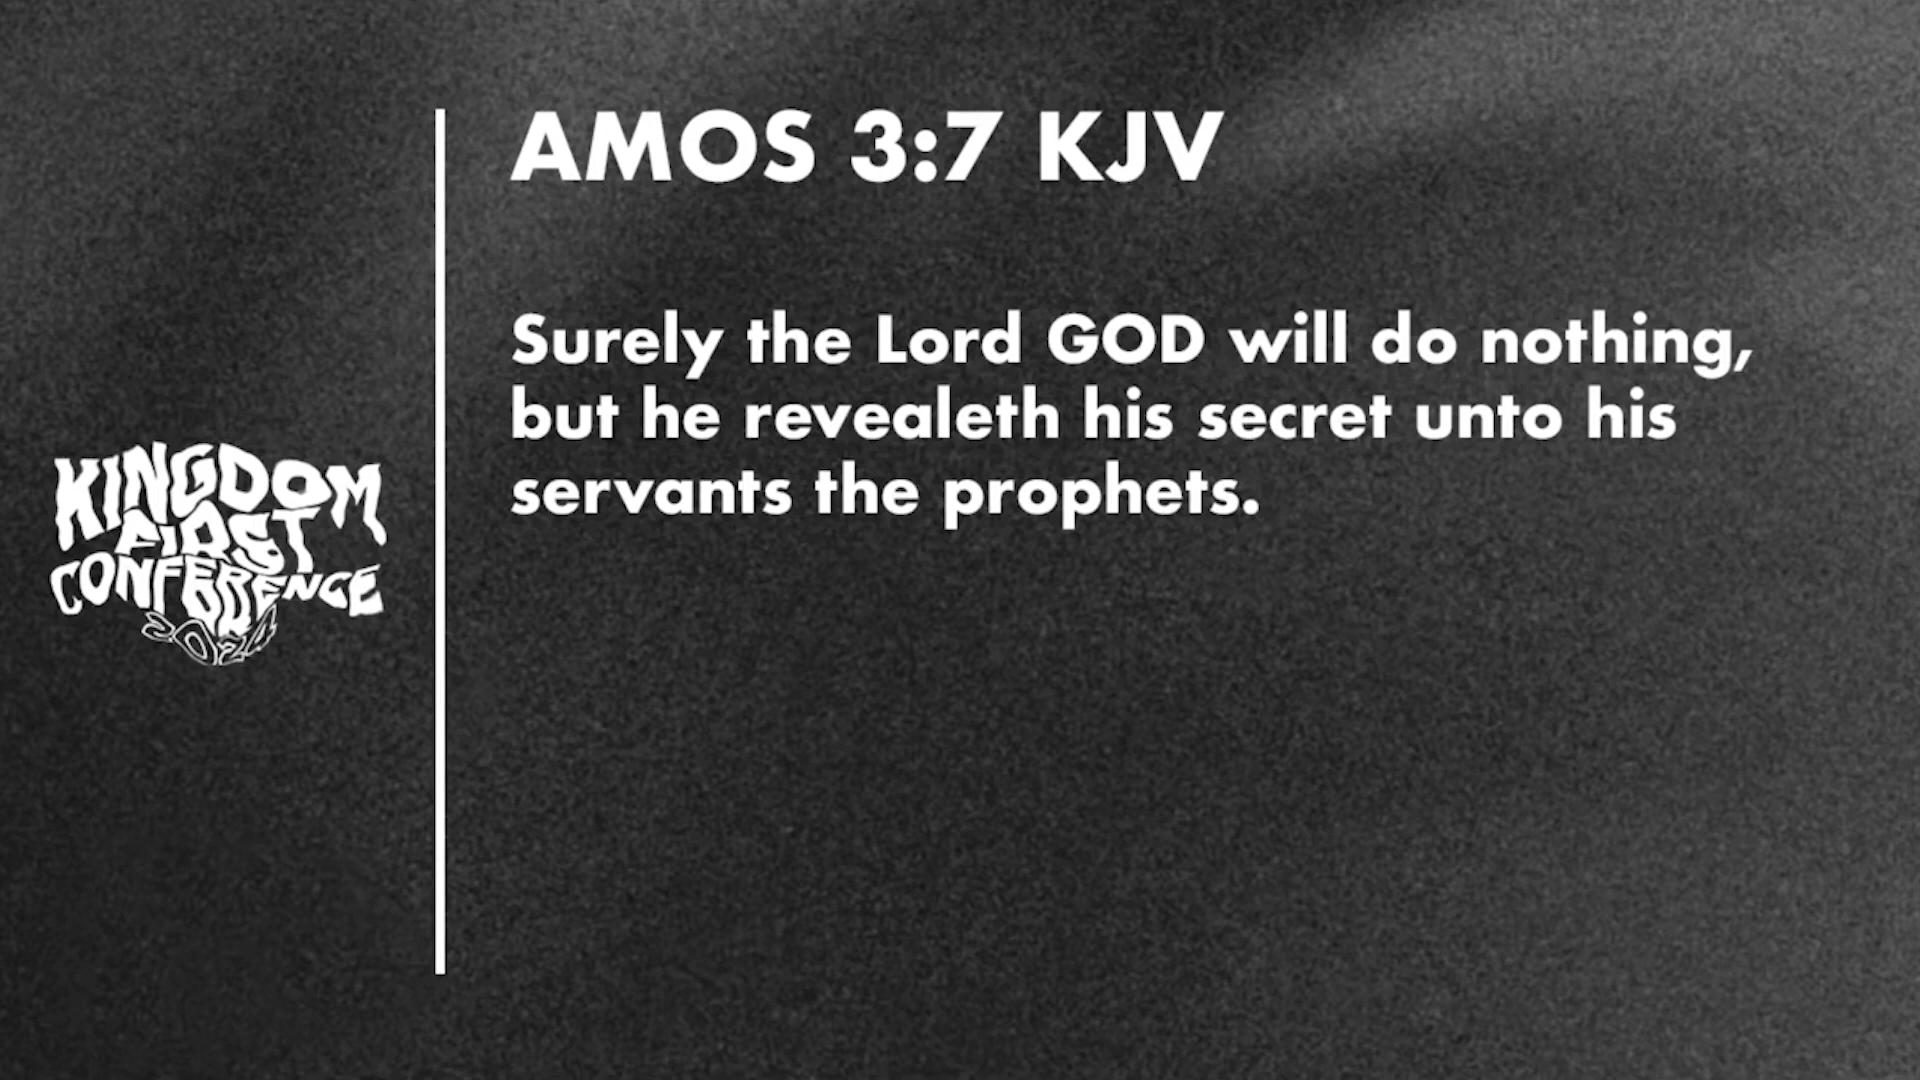 AMOS 3:7 KJV
Surely the Lord GOD will do nothing,
but he revealeth his secret unto his
servants the prophets.
KINGDOM
FIRST
CONFERENCE
2024